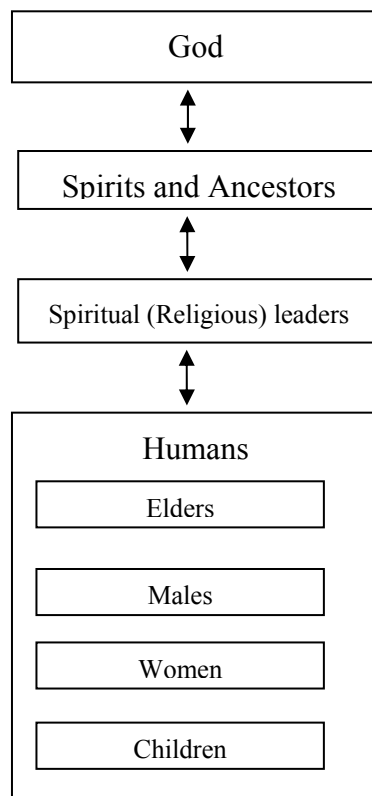 God
Spirits and Ancestors
Spiritual (Religious) leaders
Humans
Elders
Males
Women
Children